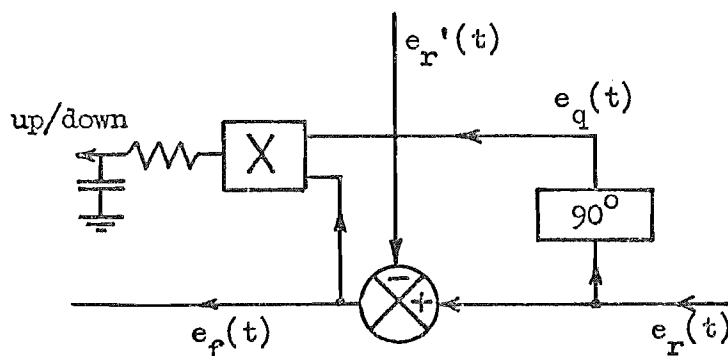 e_r'(t)
up/down
e_q(t)
X
90°
−
+
e_f(t)
e_r(t)